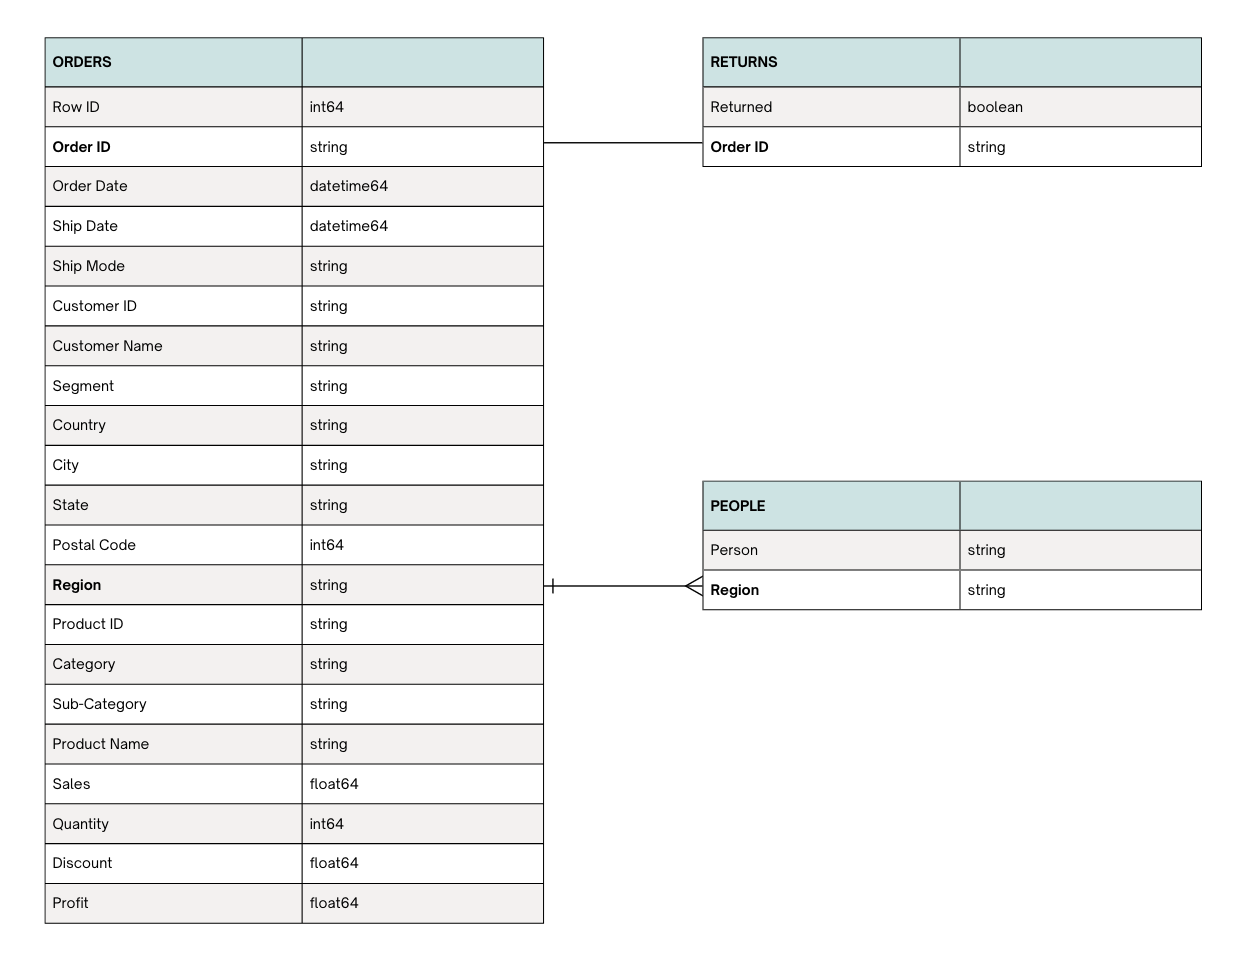 ORDERS
Row ID int64
Order ID string
Order Date datetime64
Ship Date datetime64
Ship Mode string
Customer ID string
Customer Name string
Segment string
Country string
City string
State string
Postal Code int64
Region string
Product ID string
Category string
Sub-Category string
Product Name string
Sales float64
Quantity int64
Discount float64
Profit float64
RETURNS
Returned boolean
Order ID string
PEOPLE
Person string
Region string